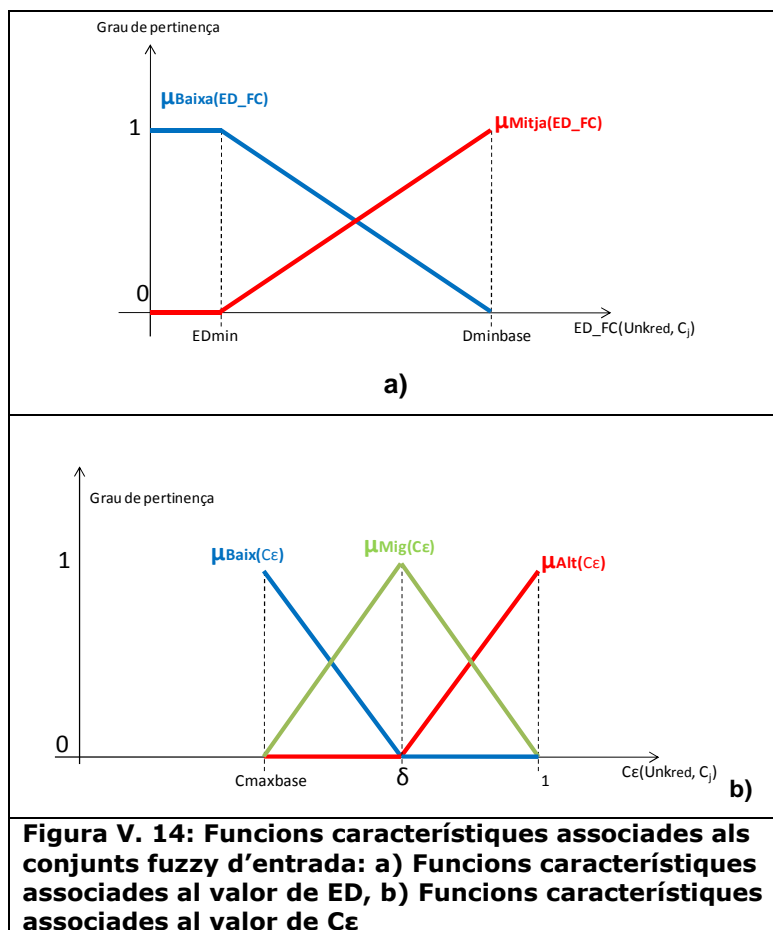 Grau de pertinença
μBaixa(ED_FC)
μMitja(ED_FC)
1
0
EDmin
Dminbase
ED_FC(Unkred, Cj)
a)
Grau de pertinença
μBaix(Cε)
μMig(Cε)
μAlt(Cε)
1
0
Cmaxbase
δ
1
Cε(Unkred, Cj)
b)
Figura V. 14: Funcions característiques associades als
conjunts fuzzy d’entrada: a) Funcions característiques
associades al valor de ED, b) Funcions característiques
associades al valor de Cε